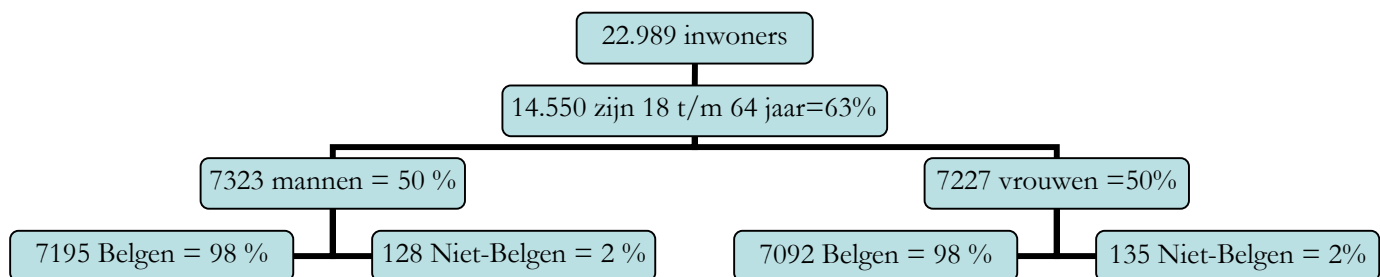 22.989 inwoners
14.550 zijn 18 t/m 64 jaar=63%
7323 mannen = 50 %
7227 vrouwen =50%
7195 Belgen = 98 %
128 Niet-Belgen = 2 %
7092 Belgen = 98 %
135 Niet-Belgen = 2%